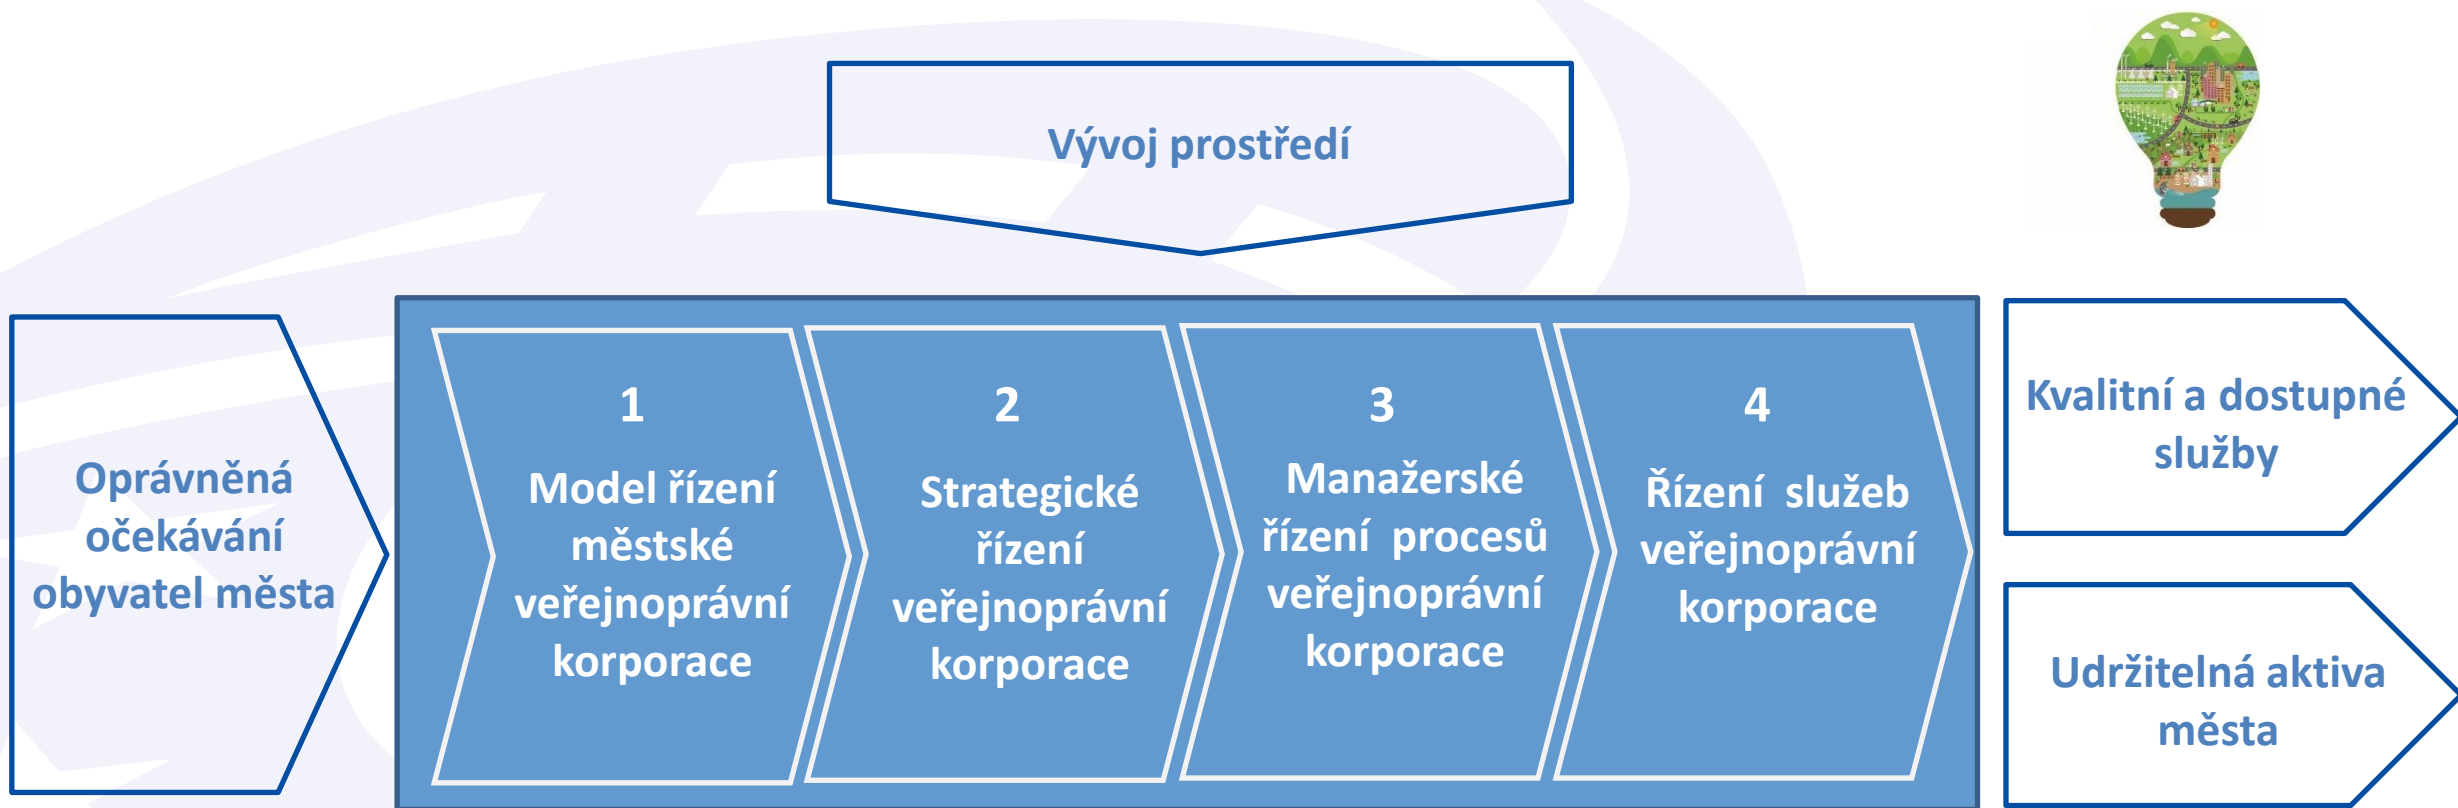 Vývoj prostředí
Oprávněná
očekávání
obyvatel města
1
Model řízení
městské
veřejnoprávní
korporace
2
Strategické
řízení
veřejnoprávní
korporace
3
Manažerské
řízení procesů
veřejnoprávní
korporace
4
Řízení služeb
veřejnoprávní
korporace
Kvalitní a dostupné
služby
Udržitelná aktiva
města